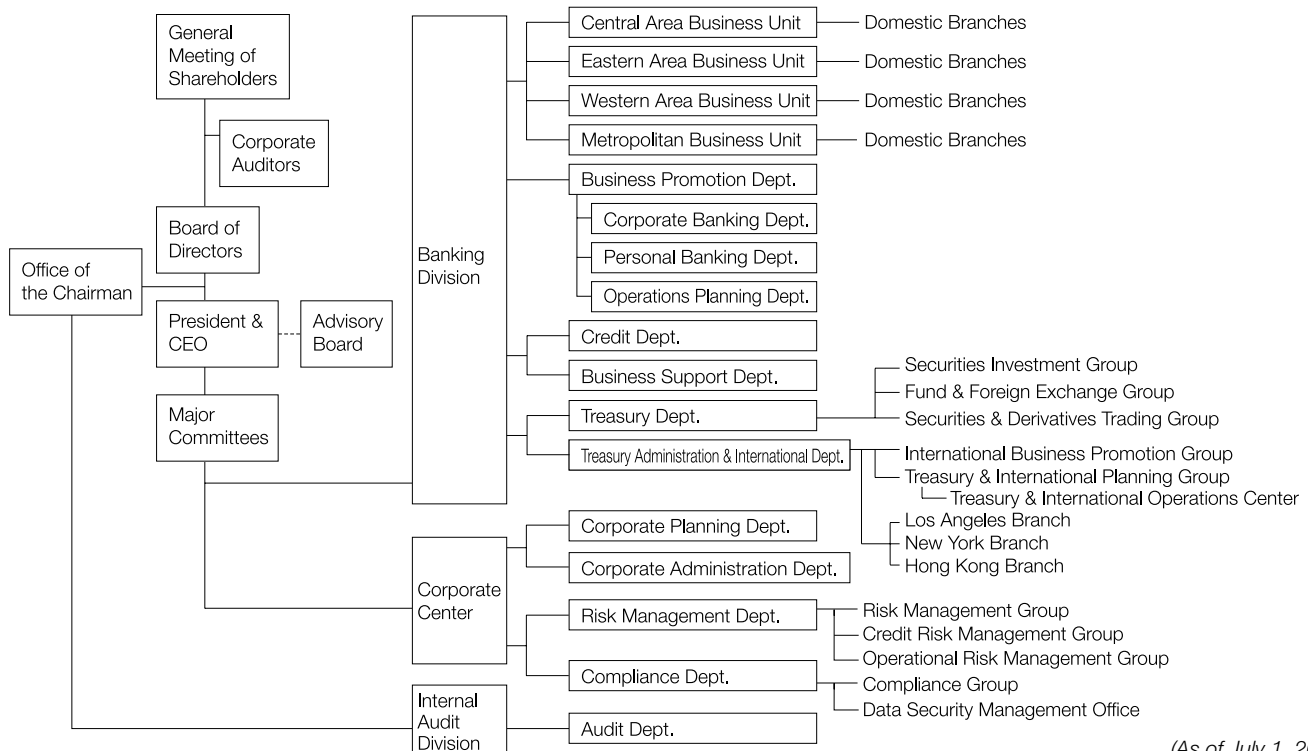 General
Meeting of
Shareholders
Corporate
Auditors
Board of
Directors
Office of
the Chairman
President &
CEO
Advisory
Board
Major
Committees
Banking
Division
Central Area Business Unit
Domestic Branches
Eastern Area Business Unit
Domestic Branches
Western Area Business Unit
Domestic Branches
Metropolitan Business Unit
Domestic Branches
Business Promotion Dept.
Corporate Banking Dept.
Personal Banking Dept.
Operations Planning Dept.
Credit Dept.
Business Support Dept.
Treasury Dept.
Securities Investment Group
Fund & Foreign Exchange Group
Securities & Derivatives Trading Group
Treasury Administration & International Dept.
International Business Promotion Group
Treasury & International Planning Group
Treasury & International Operations Center
Los Angeles Branch
New York Branch
Hong Kong Branch
Corporate
Center
Corporate Planning Dept.
Corporate Administration Dept.
Risk Management Dept.
Risk Management Group
Credit Risk Management Group
Operational Risk Management Group
Compliance Dept.
Compliance Group
Data Security Management Office
Internal
Audit
Division
Audit Dept.
(As of July 1,